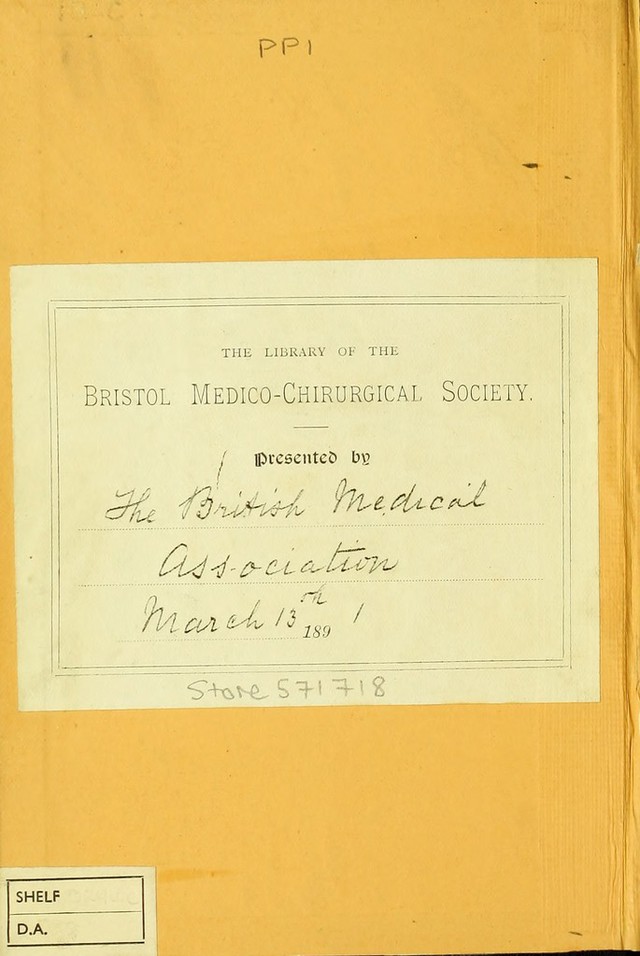 PP1
THE LIBRARY OF THE
BRISTOL MEDICO-CHIRURGICAL SOCIETY.
Presented by
The British Medical
Association
March 13th 1891
Store 571718
SHELF
D.A.